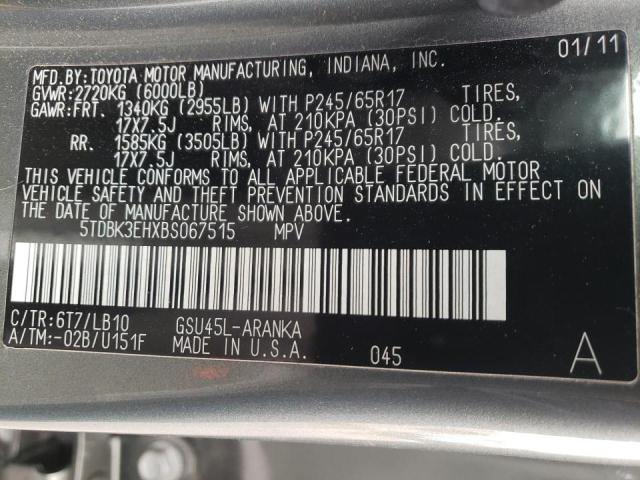 01/11
MFD.BY:TOYOTA MOTOR MANUFACTURING, INDIANA, INC.
GVWR:2720KG (6000LB)
GAWR:FRT. 1340KG (2955LB) WITH P245/65R17 TIRES,
17X7.5J RIMS, AT 210KPA (30PSI) COLD.
RR. 1585KG (3505LB) WITH P245/65R17 TIRES,
17X7.5J RIMS, AT 210KPA (30PSI) COLD.
THIS VEHICLE CONFORMS TO ALL APPLICABLE FEDERAL MOTOR
VEHICLE SAFETY AND THEFT PREVENTION STANDARDS IN EFFECT ON
THE DATE OF MANUFACTURE SHOWN ABOVE.
5TDBK3EHXBS067515 MPV
C/TR:6T7/LB10 GSU45L-ARANKA
A/TM:-02B/U151F MADE IN U.S.A. 045 A